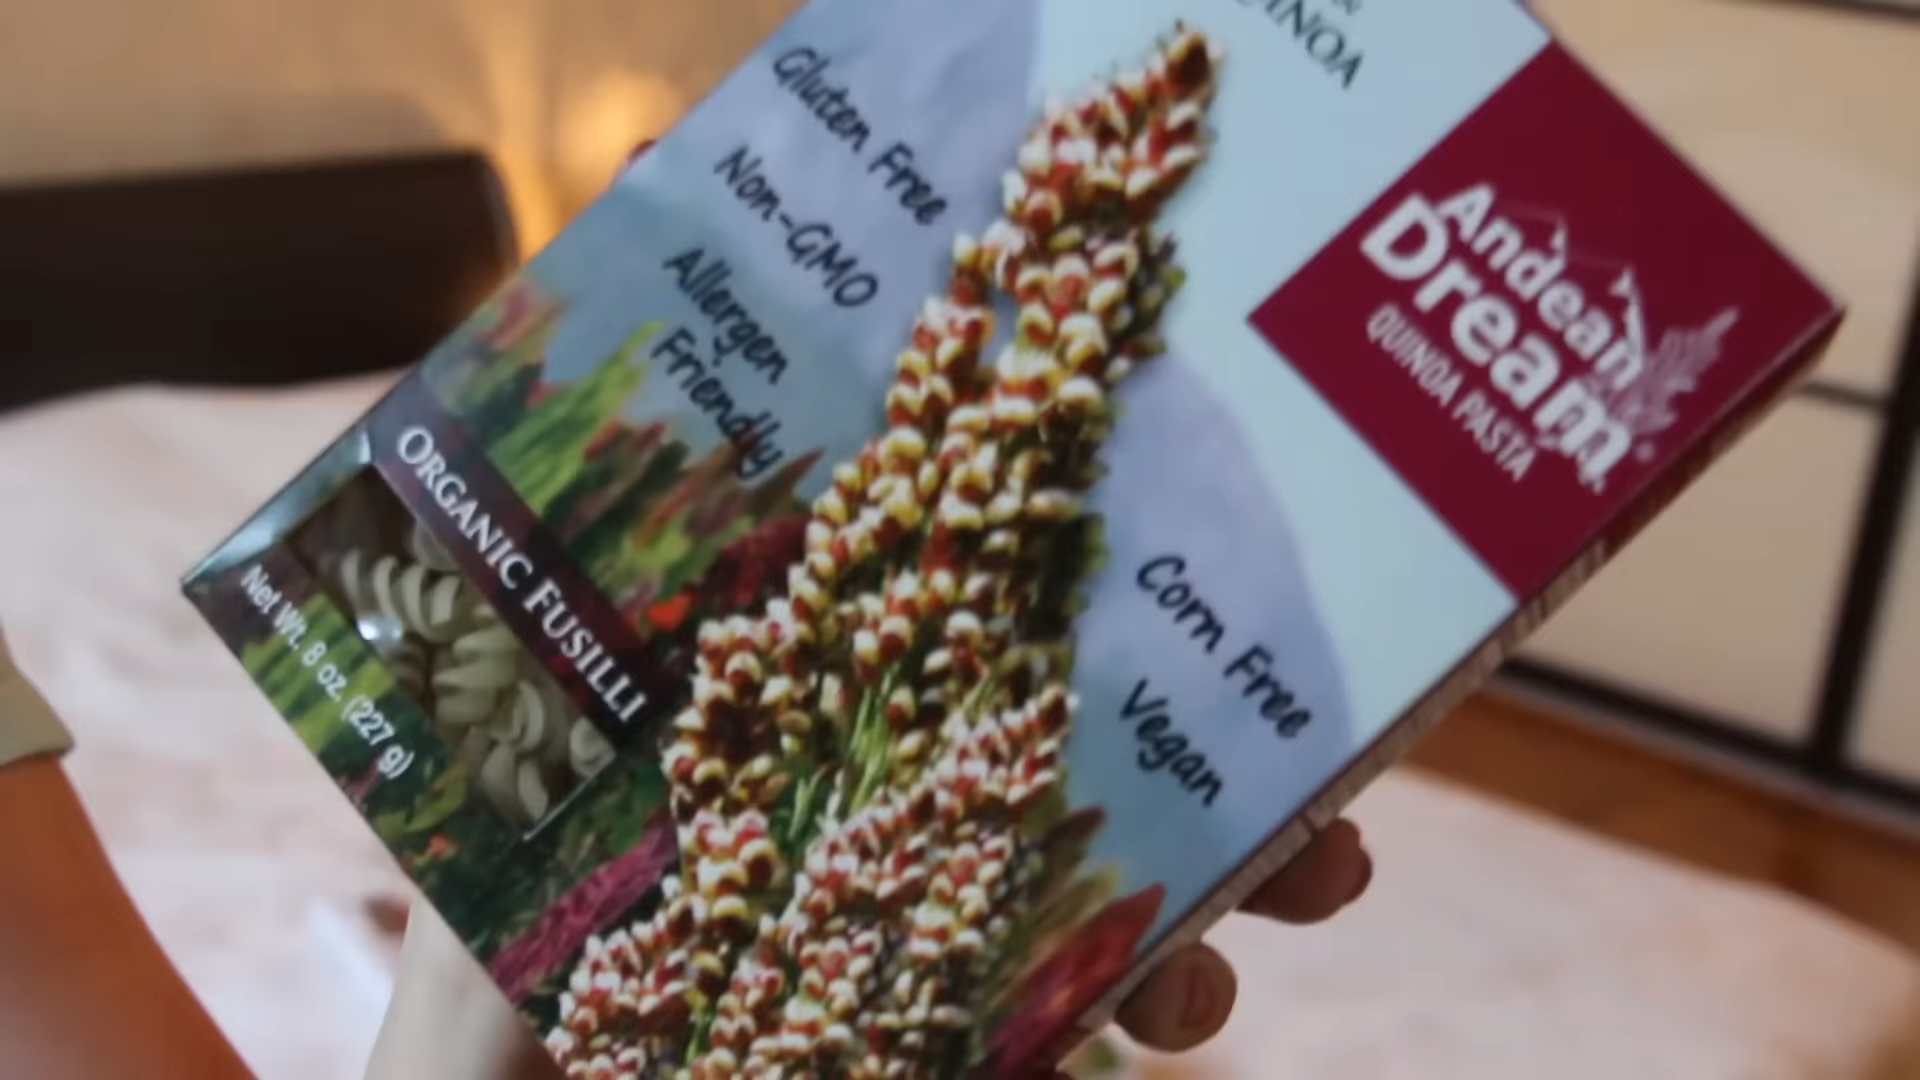 Andean
Dream®
QUINOA PASTA
Gluten Free
Non-GMO
Allergen
Friendly
Corn Free
Vegan
ORGANIC FUSILLI
Net Wt. 8 oz. (227 g)